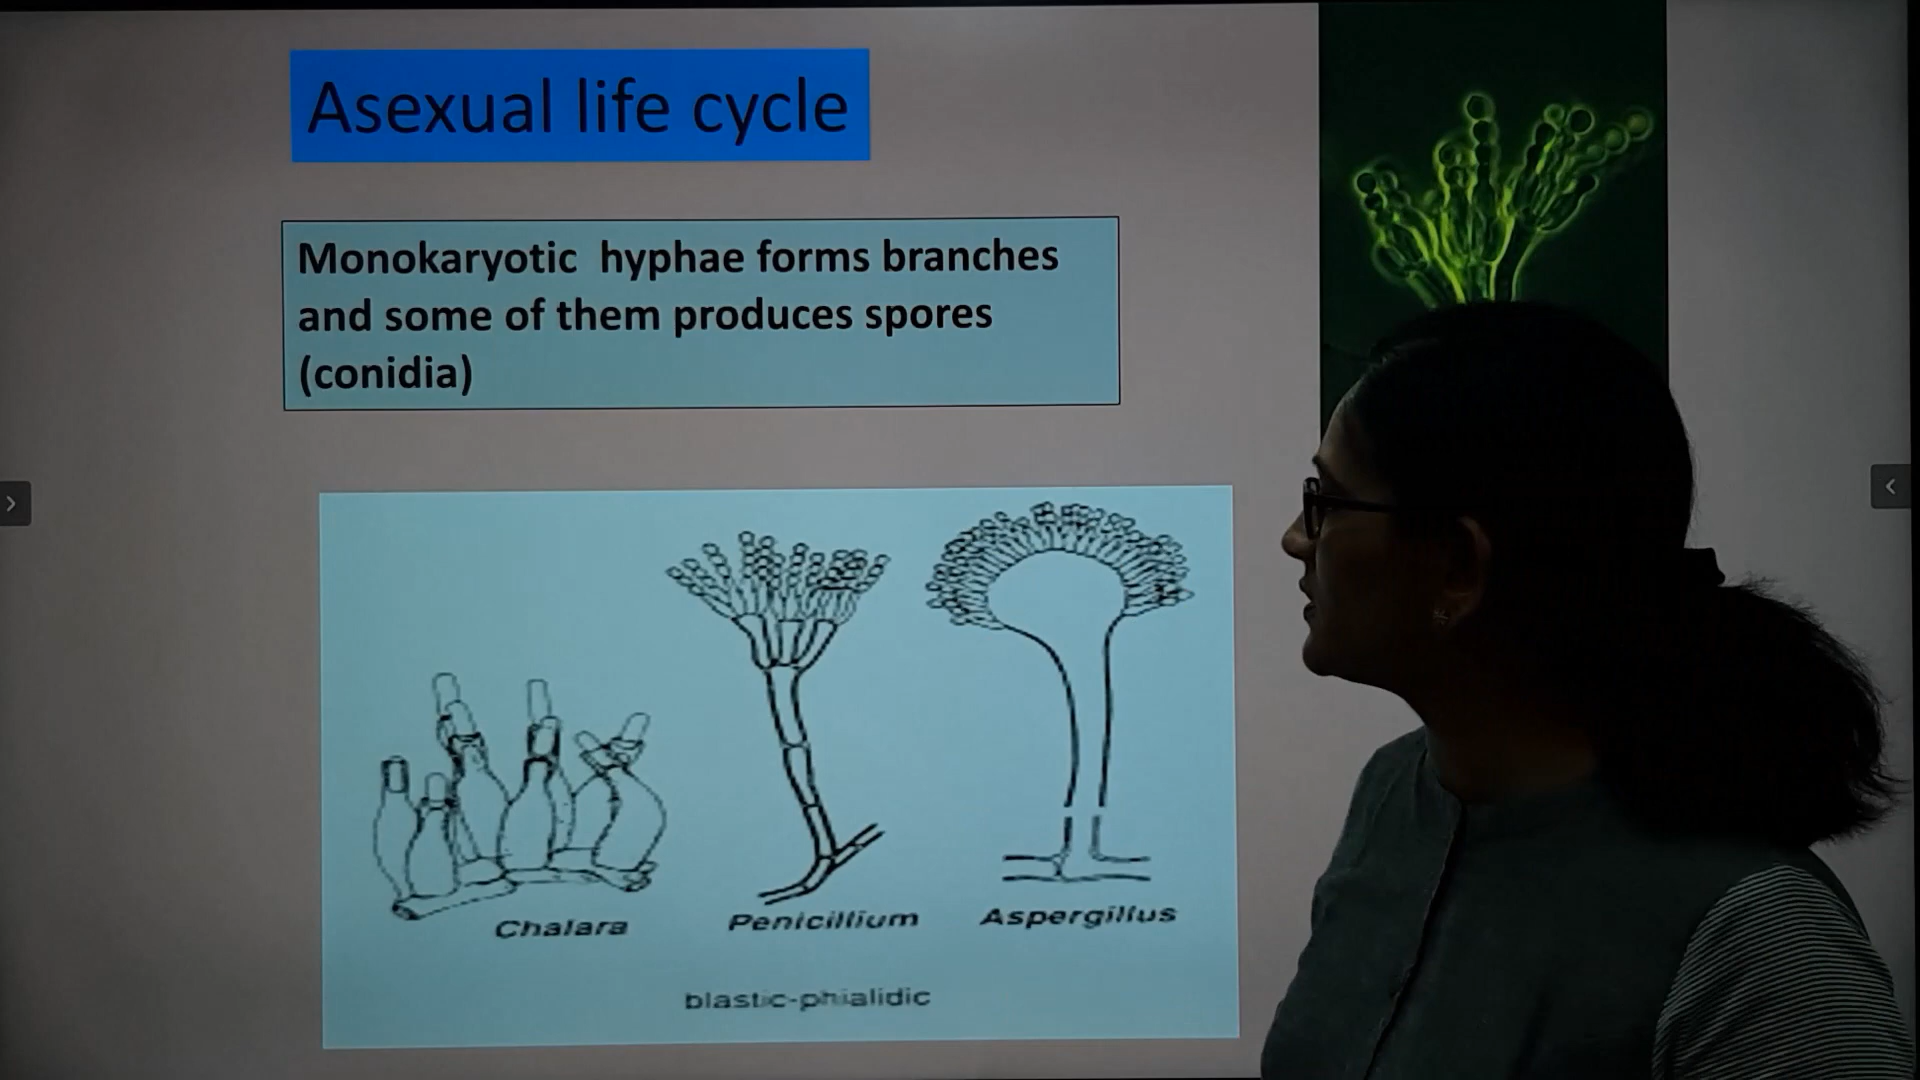 Asexual life cycle
Monokaryotic hyphae forms branches
and some of them produces spores
(conidia)
Chalara
Penicillium
Aspergillus
blastic-phialidic